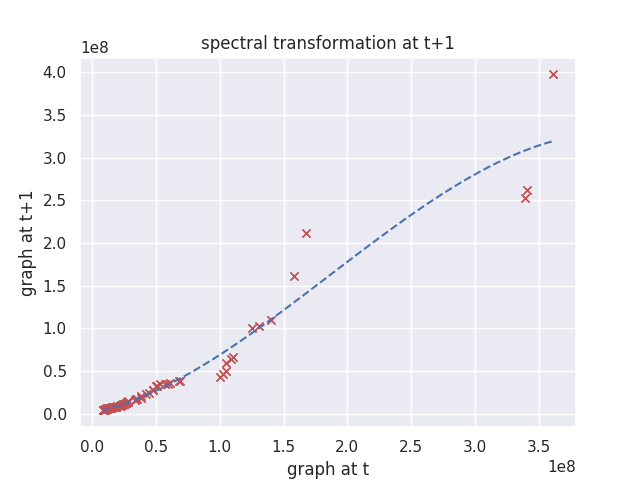 spectral transformation at t+1
1e8
4.0
3.5
3.0
2.5
2.0
1.5
1.0
0.5
0.0
graph at t+1
0.0 0.5 1.0 1.5 2.0 2.5 3.0 3.5
1e8
graph at t